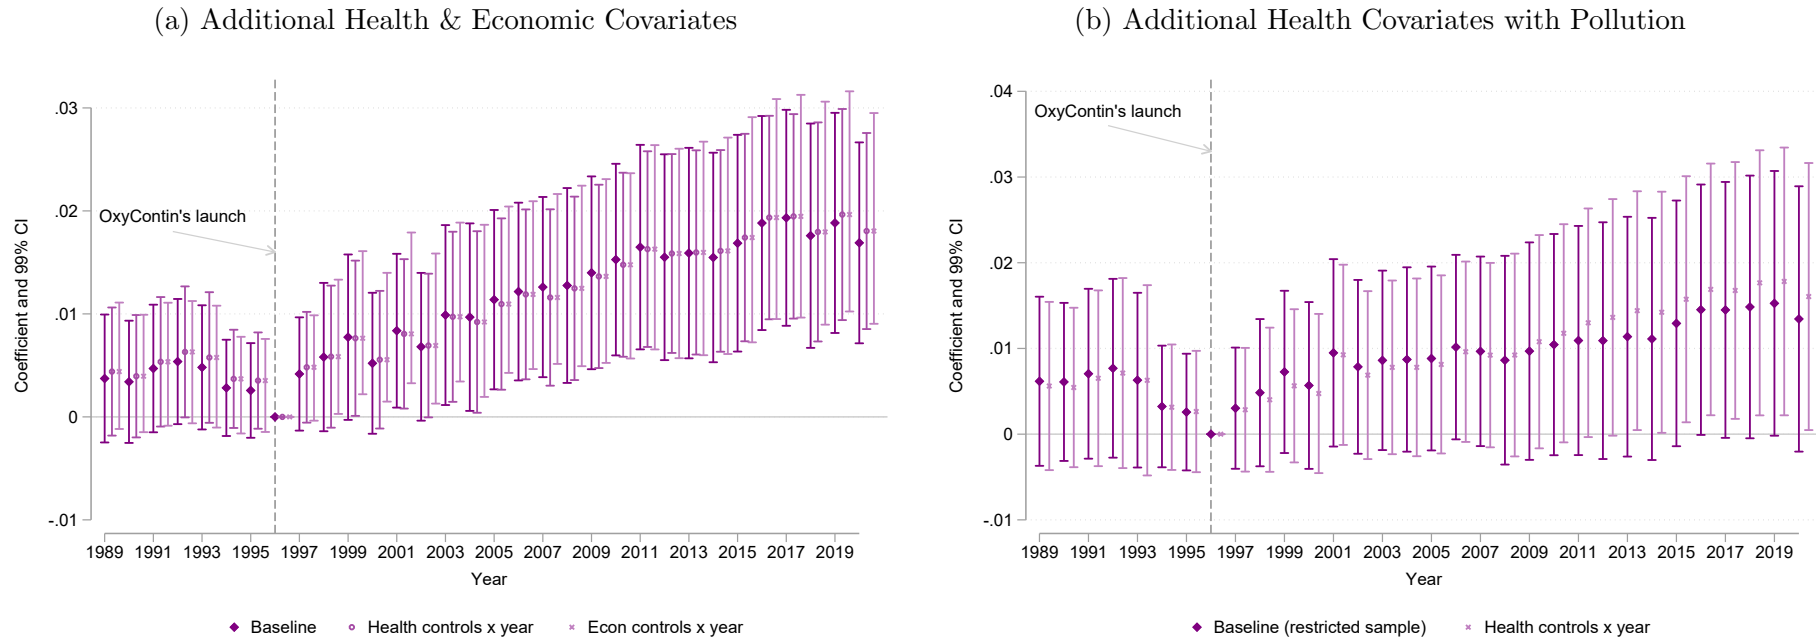 (a) Additional Health & Economic Covariates
Coefficient and 99% CI
.03
.02
.01
0
-.01
OxyContin's launch
1989 1991 1993 1995 1997 1999 2001 2003 2005 2007 2009 2011 2013 2015 2017 2019
Year
Baseline Health controls x year Econ controls x year
(b) Additional Health Covariates with Pollution
Coefficient and 99% CI
.04
.03
.02
.01
0
-.01
OxyContin's launch
1989 1991 1993 1995 1997 1999 2001 2003 2005 2007 2009 2011 2013 2015 2017 2019
Year
Baseline (restricted sample) Health controls x year